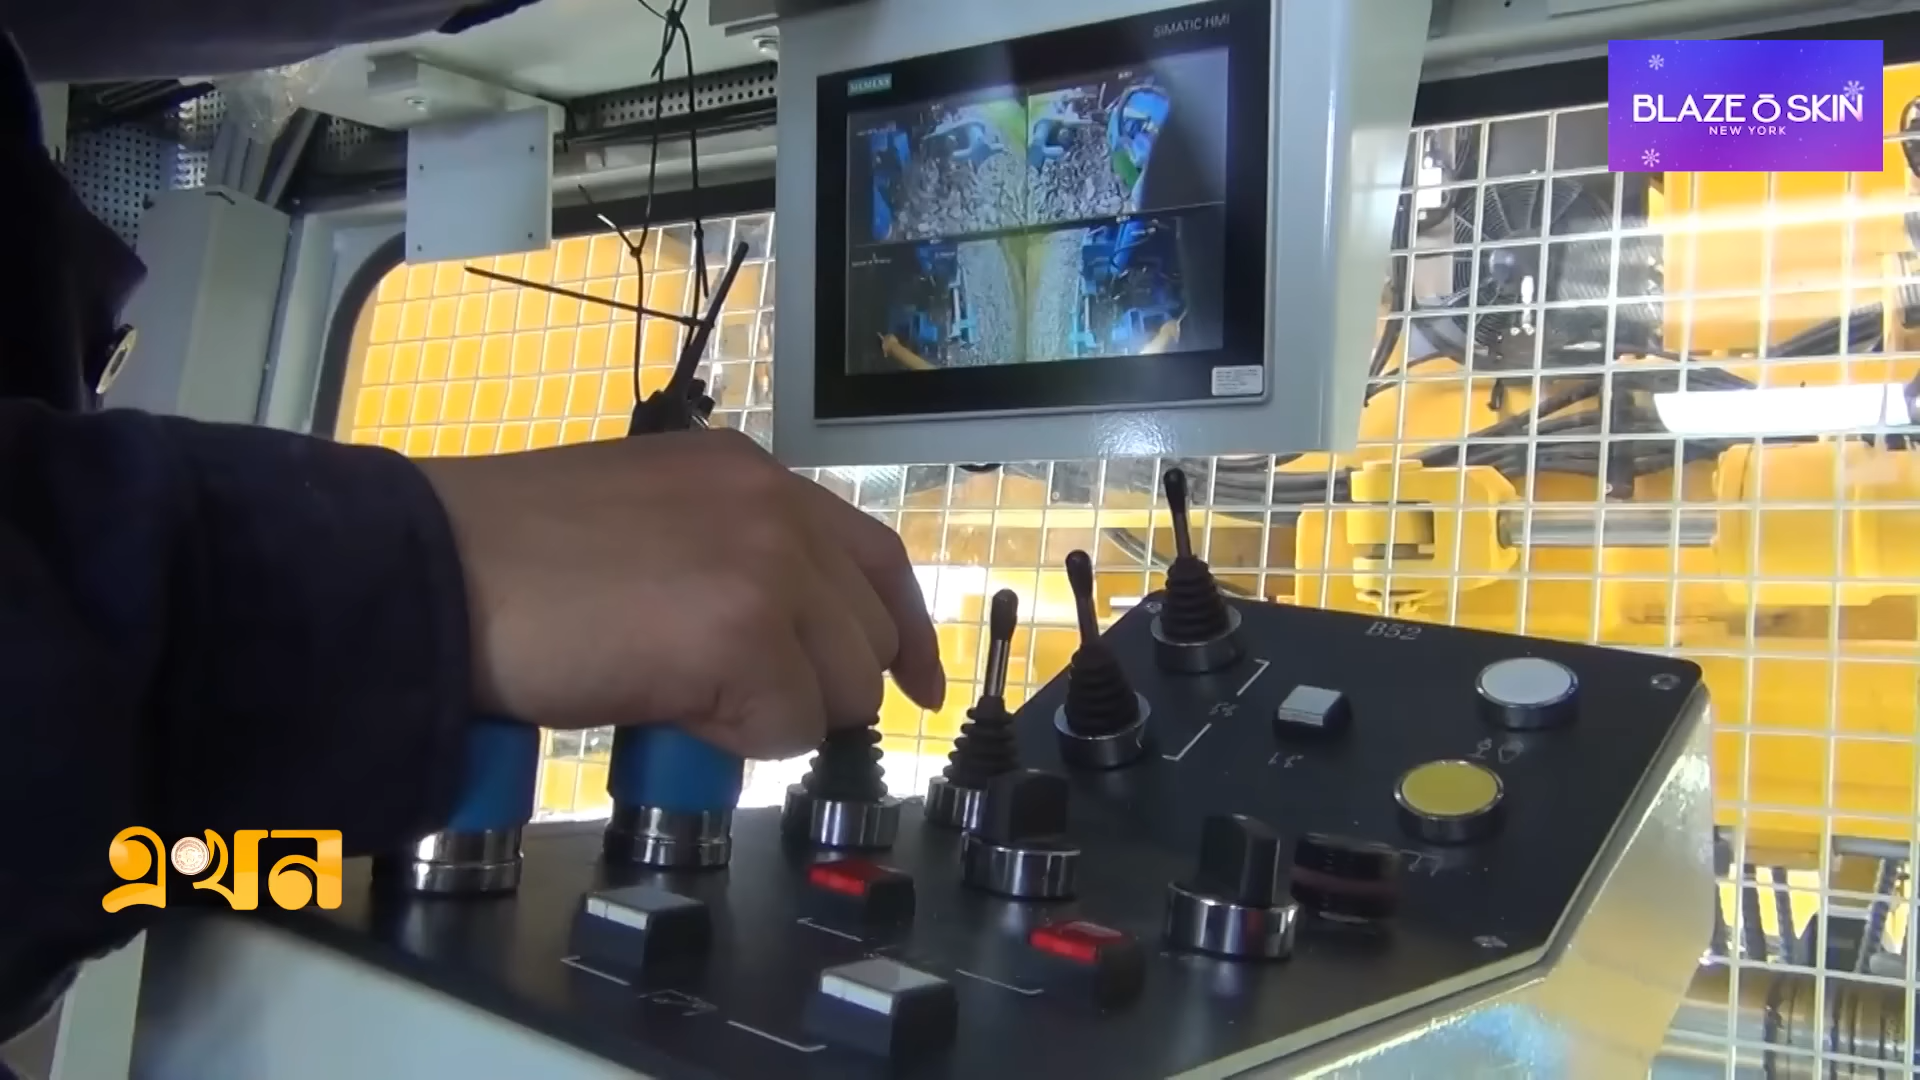 SIMATIC HMI
SIEMENS
BLAZE Ō SKIN
NEW YORK
B52
এখন